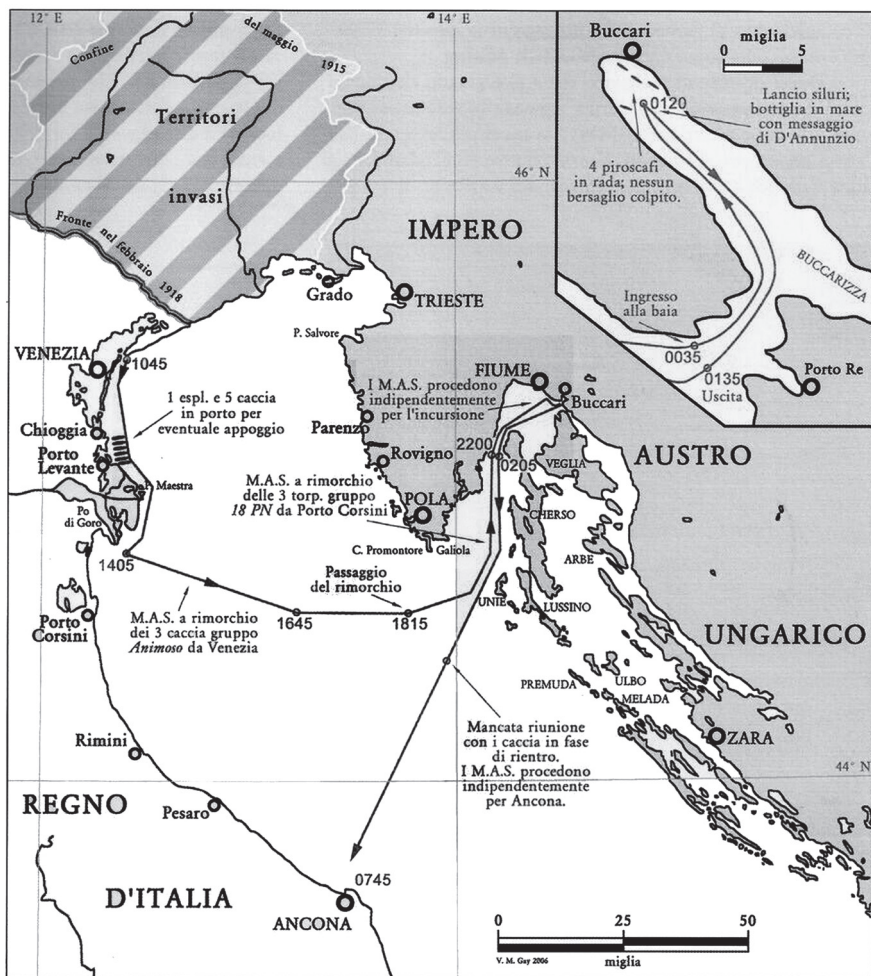 12° E
14° E
Buccari
0
miglia
5
Confine
del maggio
1915
Territori
invasi
46° N
0120
Lancio siluri;
bottiglia in mare
con messaggio
di D'Annunzio
4 piroscafi
in rada; nessun
bersaglio colpito.
BUCCARIZZA
Ingresso
alla baia
0035
0135
Uscita
Porto Re
Fronte
nel febbraio
1918
IMPERO
Grado
TRIESTE
P. Salvore
VENEZIA
1045
1 espl. e 5 caccia
in porto per
eventuale appoggio
FIUME
I M.A.S. procedono
indipendentemente
per l'incursione
Buccari
Chioggia
Porto
Levante
Parenzo
Rovigno
2200
0205
VEGLIA
AUSTRO
P. Maestra
M.A.S. a rimorchio
delle 3 torp. gruppo
18 PN da Porto Corsini
POLA
CHERSO
Po
di Goro
C. Promontore
Galiola
ARBE
1405
Passaggio
del rimorchio
UNIE
LUSSINO
Porto
Corsini
M.A.S. a rimorchio
dei 3 caccia gruppo
Animoso da Venezia
1645
1815
UNGARICO
PREMUDA
ULBO
MELADA
Rimini
Mancata riunione
con i caccia in fase
di rientro.
I M.A.S. procedono
indipendentemente
per Ancona.
ZARA
44° N
REGNO
Pesaro
D'ITALIA
0745
ANCONA
0
25
50
V. M. Gay 2006
miglia